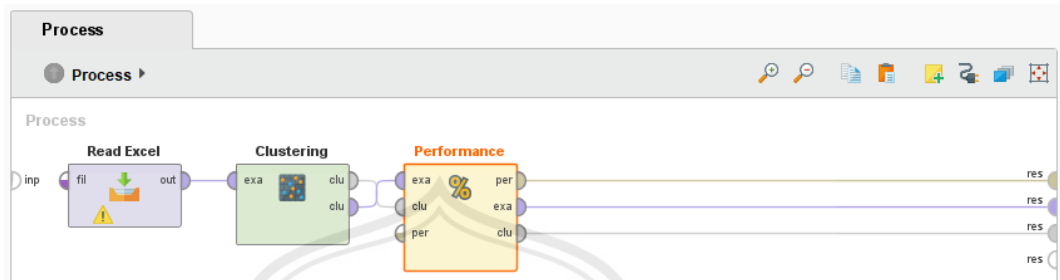 Process
Process
Process
Read Excel Clustering Performance
inp fil out exa clu exa per res
clu clu exa res
per clu res
res